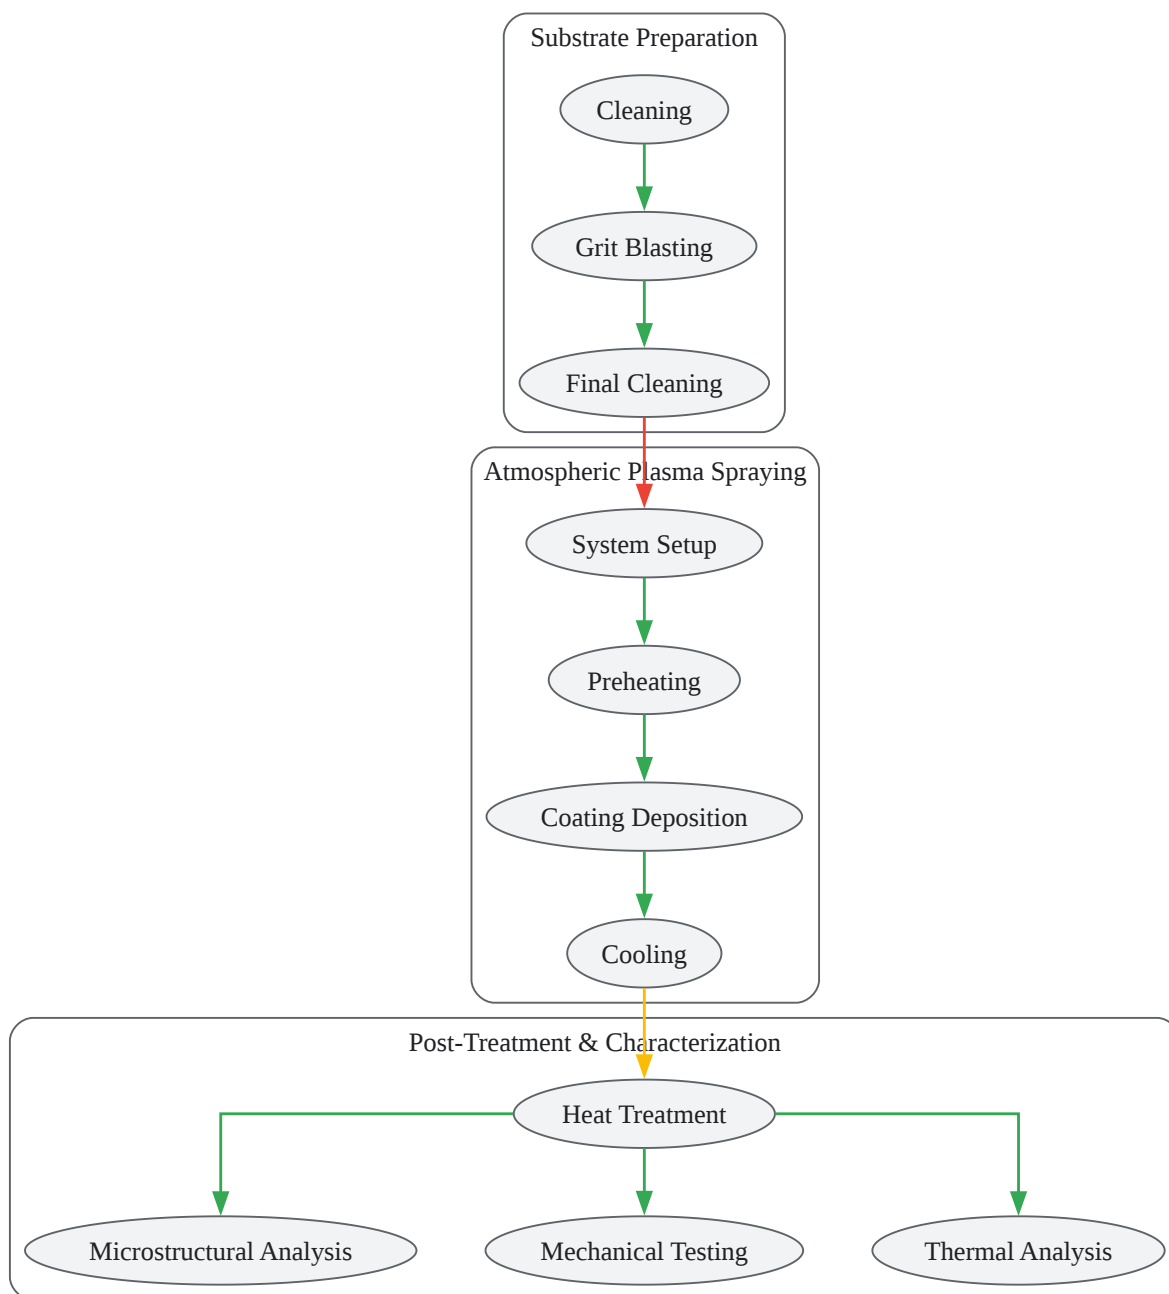 Substrate Preparation
Cleaning
Grit Blasting
Final Cleaning
Atmospheric Plasma Spraying
System Setup
Preheating
Coating Deposition
Cooling
Post-Treatment & Characterization
Heat Treatment
Microstructural Analysis
Mechanical Testing
Thermal Analysis